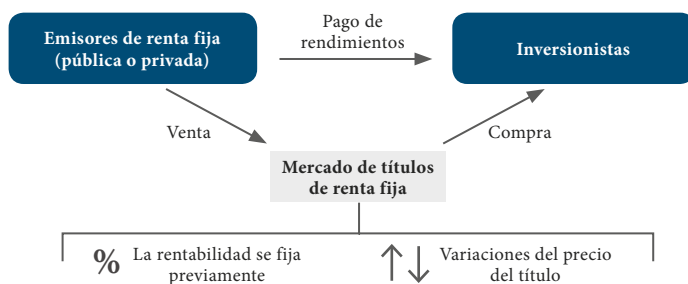 Emisores de renta fija
(pública o privada)
Pago de
rendimientos
Inversionistas
Venta
Compra
Mercado de títulos
de renta fija
% La rentabilidad se fija
previamente
Variaciones del precio
del título